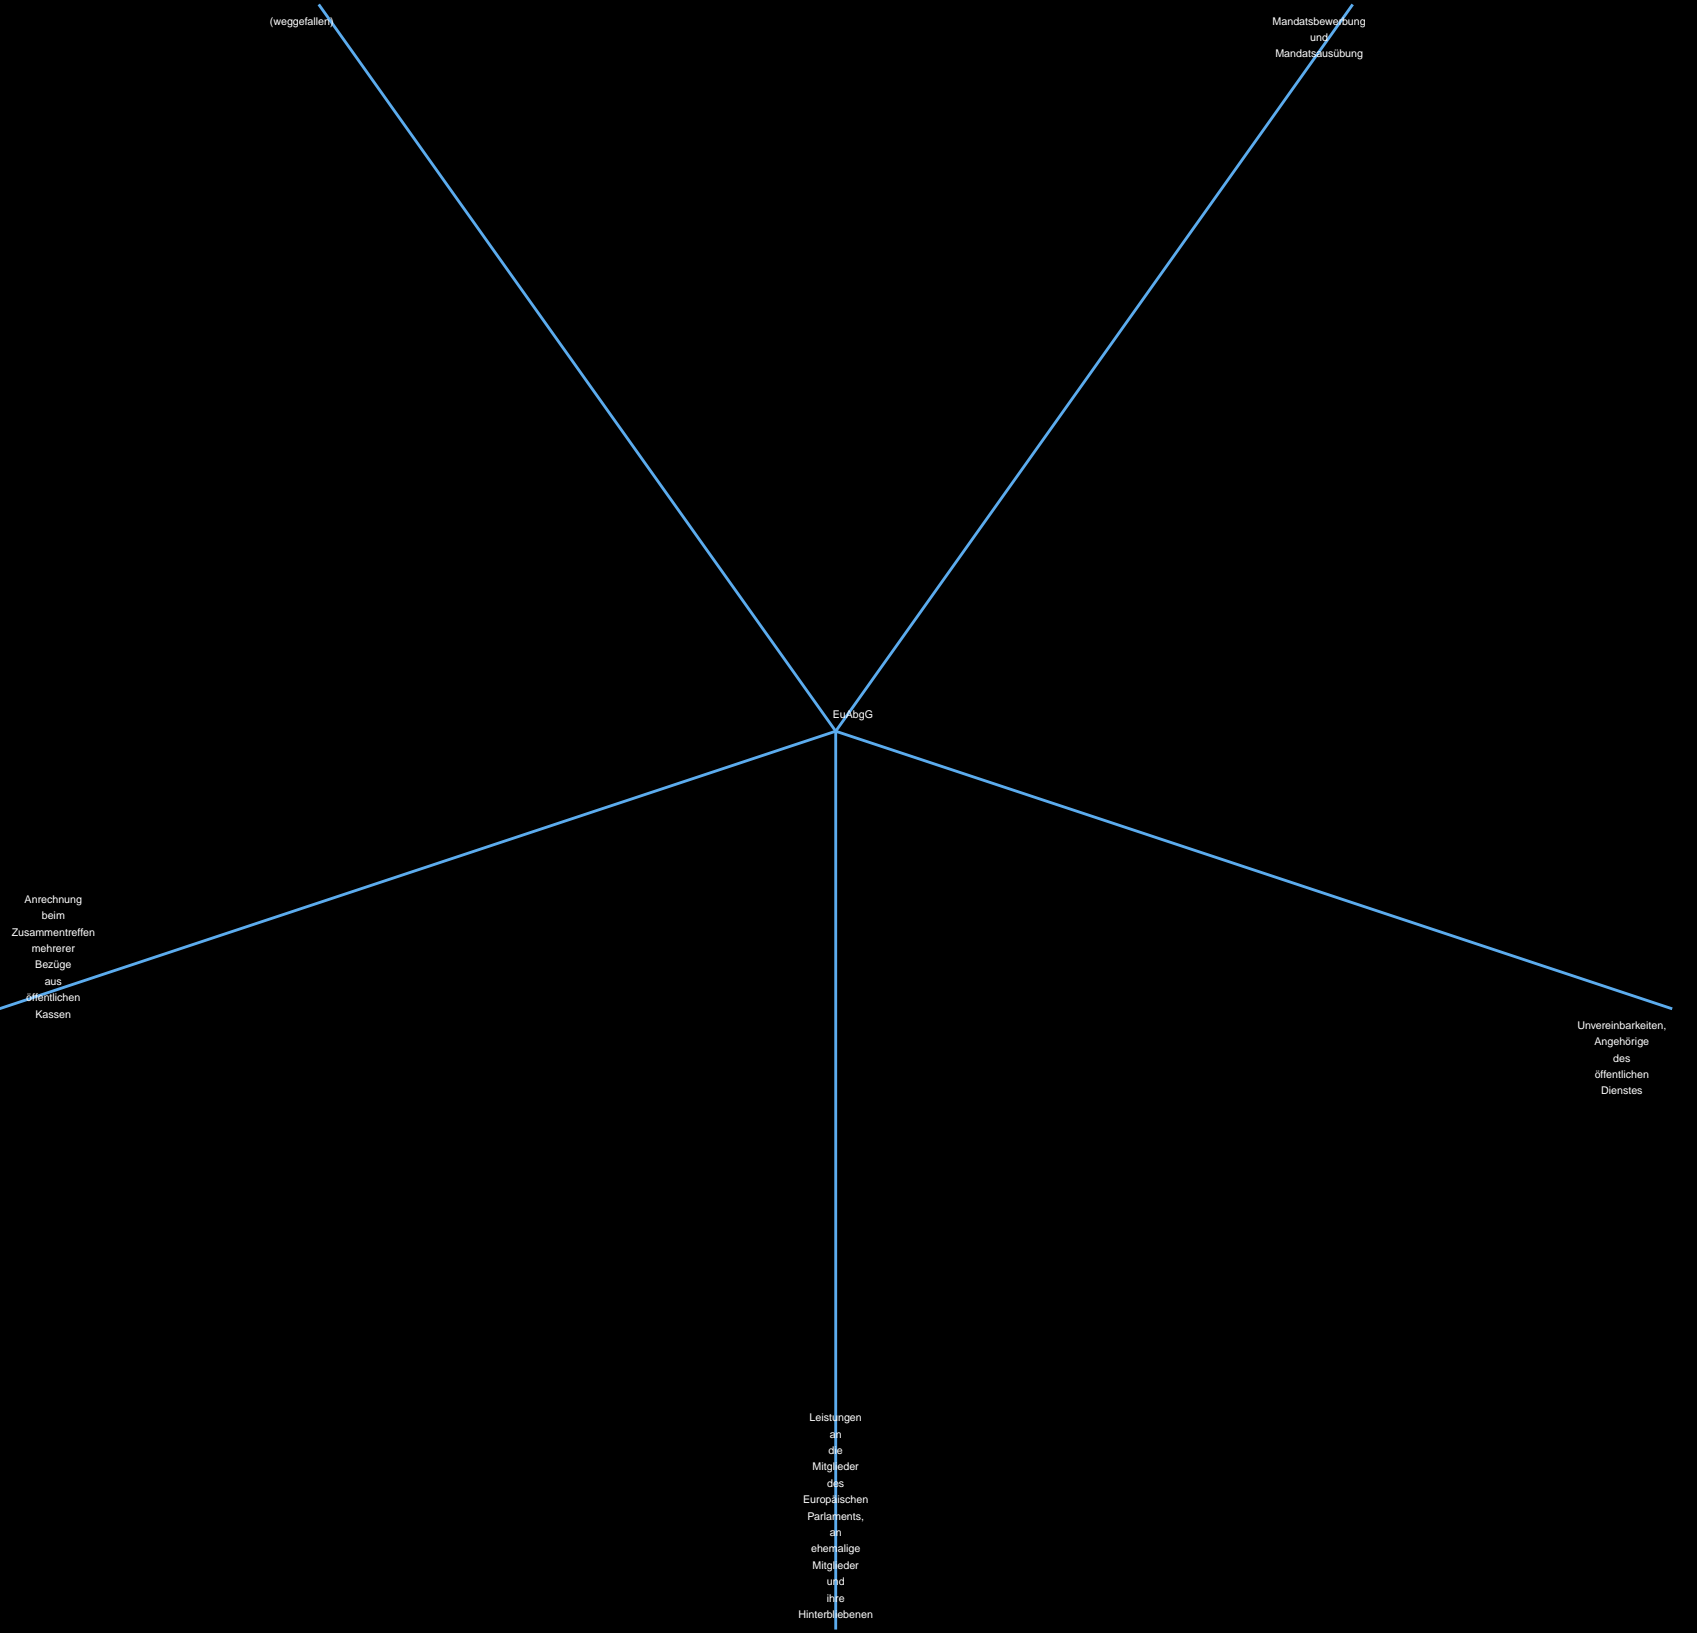 (weggefallen)
Mandatsbewerbung
und
Mandatsausübung
EuAbgG
Anrechnung
beim
Zusammentreffen
mehrerer
Bezüge
aus
öffentlichen
Kassen
Unvereinbarkeiten,
Angehörige
des
öffentlichen
Dienstes
Leistungen
an
die
Mitglieder
des
Europäischen
Parlaments,
an
ehemalige
Mitglieder
und
ihre
Hinterbliebenen